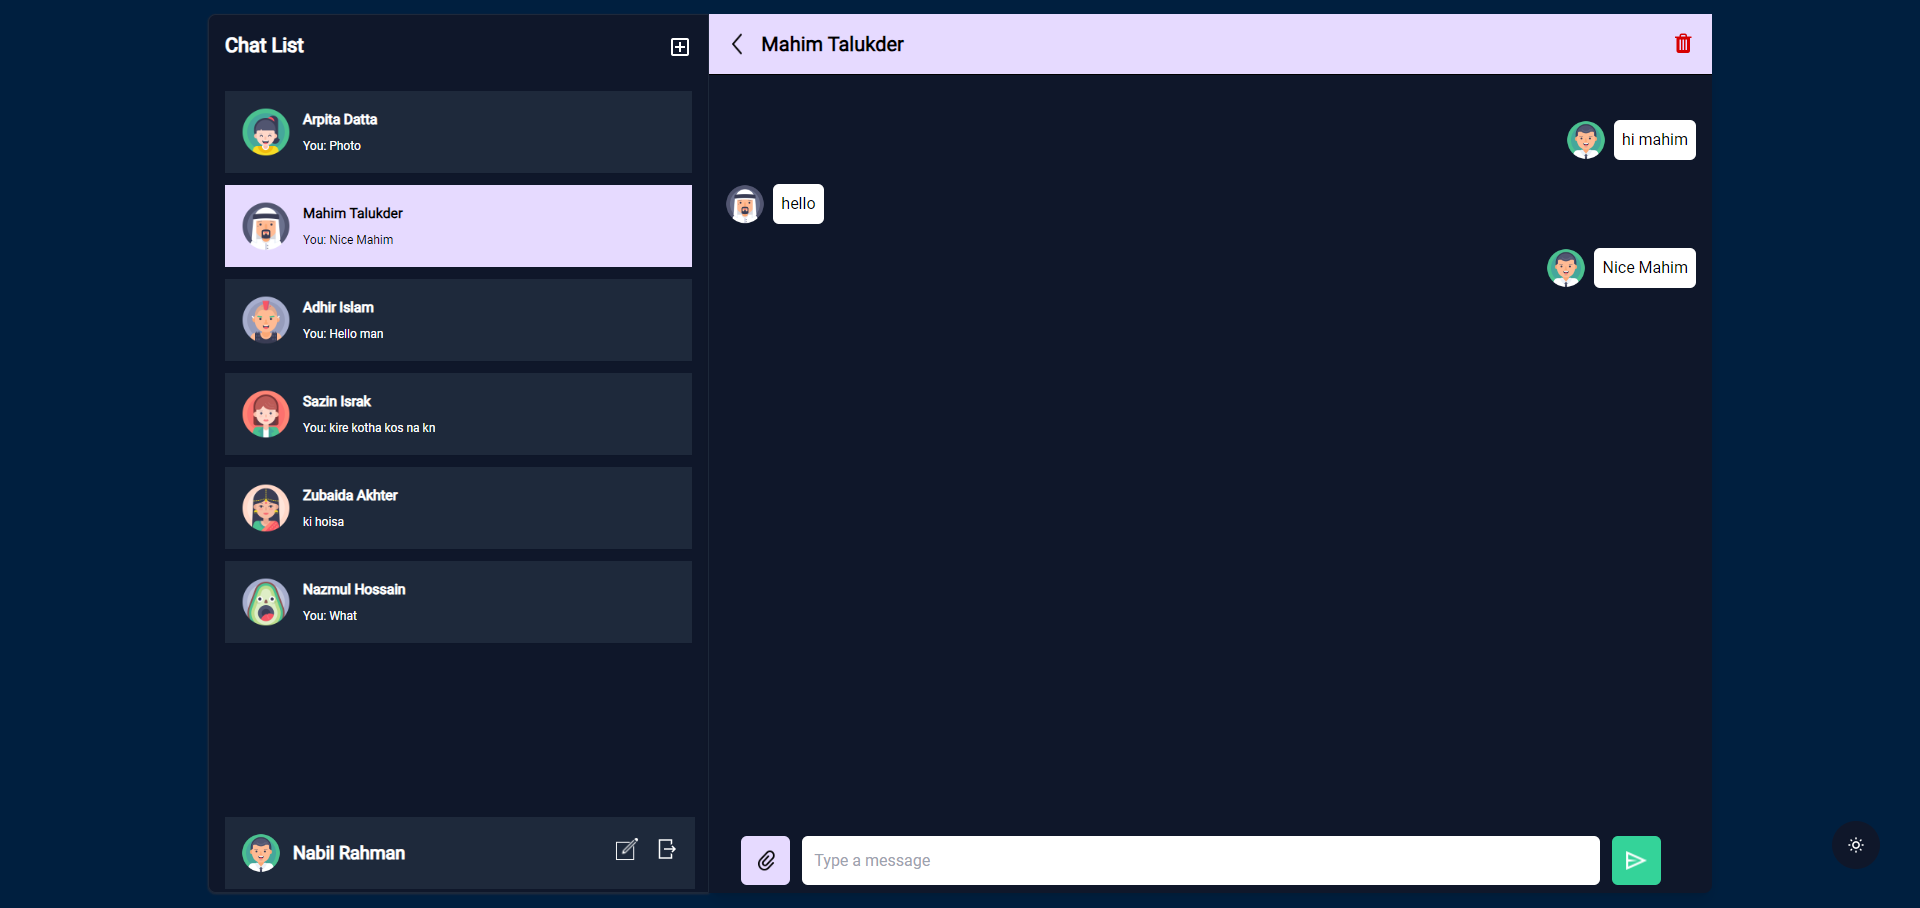 Chat List
Arpita Datta
You: Photo
Mahim Talukder
You: Nice Mahim
Adhir Islam
You: Hello man
Sazin Israk
You: kire kotha kos na kn
Zubaida Akhter
ki hoisa
Nazmul Hossain
You: What
Nabil Rahman
Mahim Talukder
hi mahim
hello
Nice Mahim
Type a message